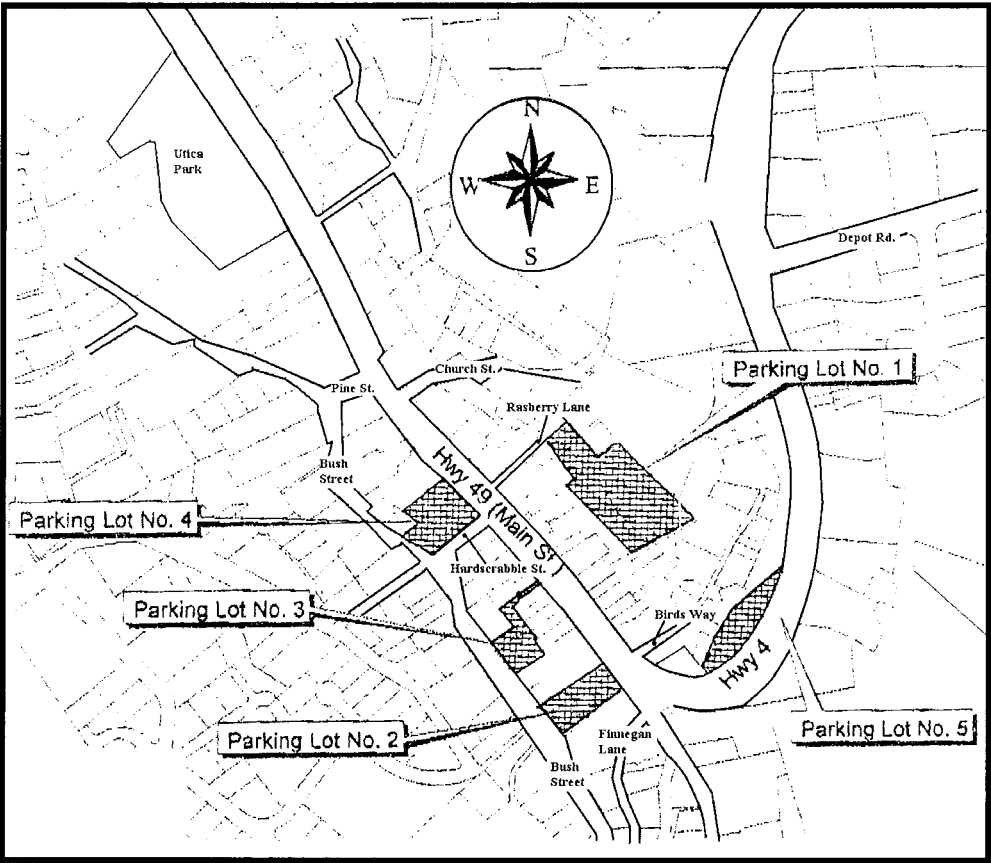 N
Utica
Park
W
E
S
Depot Rd.
Parking Lot No. 1
Church St.
Pine St.
Rasberry Lane
Hwy 49 (Main St.)
Bush
Street
Parking Lot No. 4
Hardscrabble St.
Parking Lot No. 3
Birds Way
Hwy 4
Parking Lot No. 5
Parking Lot No. 2
Finnegan
Lane
Bush
Street